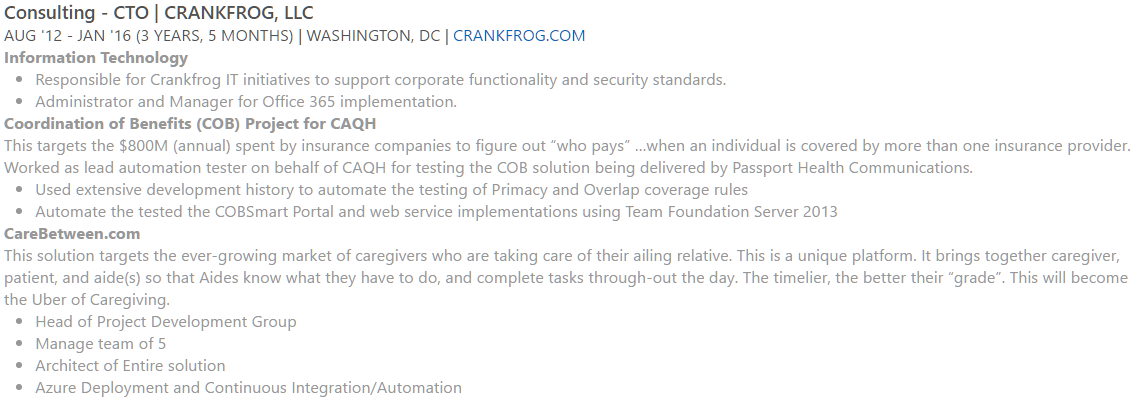 Consulting - CTO | CRANKFROG, LLC
AUG '12 - JAN '16 (3 YEARS, 5 MONTHS) | WASHINGTON, DC | CRANKFROG.COM
Information Technology
• Responsible for Crankfrog IT initiatives to support corporate functionality and security standards.
• Administrator and Manager for Office 365 implementation.
Coordination of Benefits (COB) Project for CAQH
This targets the $800M (annual) spent by insurance companies to figure out “who pays” ...when an individual is covered by more than one insurance provider.
Worked as lead automation tester on behalf of CAQH for testing the COB solution being delivered by Passport Health Communications.
• Used extensive development history to automate the testing of Primacy and Overlap coverage rules
• Automate the tested the COBSmart Portal and web service implementations using Team Foundation Server 2013
CareBetween.com
This solution targets the ever-growing market of caregivers who are taking care of their ailing relative. This is a unique platform. It brings together caregiver,
patient, and aide(s) so that Aides know what they have to do, and complete tasks through-out the day. The timelier, the better their “grade”. This will become
the Uber of Caregiving.
• Head of Project Development Group
• Manage team of 5
• Architect of Entire solution
• Azure Deployment and Continuous Integration/Automation